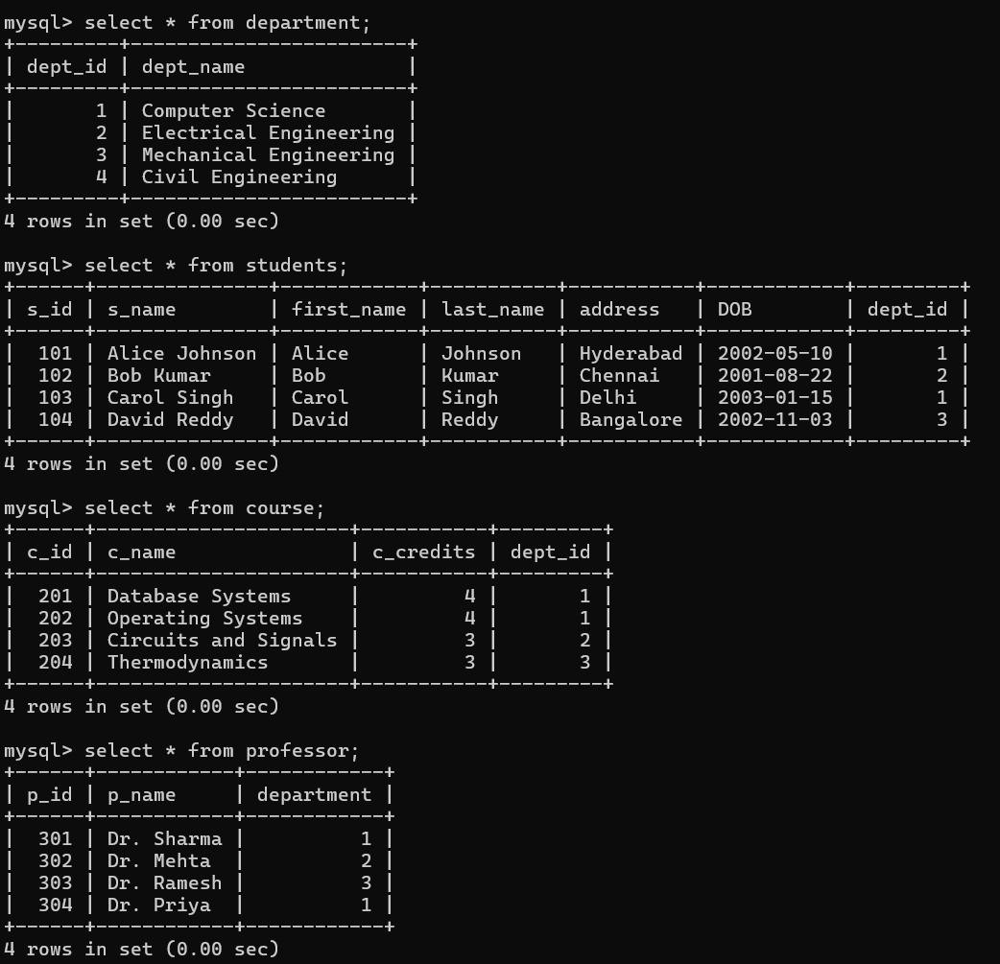 mysql> select * from department;
+---------+------------------------+
| dept_id | dept_name              |
+---------+------------------------+
|       1 | Computer Science       |
|       2 | Electrical Engineering |
|       3 | Mechanical Engineering |
|       4 | Civil Engineering      |
+---------+------------------------+
4 rows in set (0.00 sec)

mysql> select * from students;
+------+---------------+------------+-----------+-----------+------------+---------+
| s_id | s_name        | first_name | last_name | address   | DOB        | dept_id |
+------+---------------+------------+-----------+-----------+------------+---------+
|  101 | Alice Johnson | Alice      | Johnson   | Hyderabad | 2002-05-10 |       1 |
|  102 | Bob Kumar     | Bob        | Kumar     | Chennai   | 2001-08-22 |       2 |
|  103 | Carol Singh   | Carol      | Singh     | Delhi     | 2003-01-15 |       1 |
|  104 | David Reddy   | David      | Reddy     | Bangalore | 2002-11-03 |       3 |
+------+---------------+------------+-----------+-----------+------------+---------+
4 rows in set (0.00 sec)

mysql> select * from course;
+------+----------------------+-----------+---------+
| c_id | c_name               | c_credits | dept_id |
+------+----------------------+-----------+---------+
|  201 | Database Systems     |         4 |       1 |
|  202 | Operating Systems    |         4 |       1 |
|  203 | Circuits and Signals |         3 |       2 |
|  204 | Thermodynamics       |         3 |       3 |
+------+----------------------+-----------+---------+
4 rows in set (0.00 sec)

mysql> select * from professor;
+------+------------+------------+
| p_id | p_name     | department |
+------+------------+------------+
|  301 | Dr. Sharma |          1 |
|  302 | Dr. Mehta  |          2 |
|  303 | Dr. Ramesh |          3 |
|  304 | Dr. Priya  |          1 |
+------+------------+------------+
4 rows in set (0.00 sec)